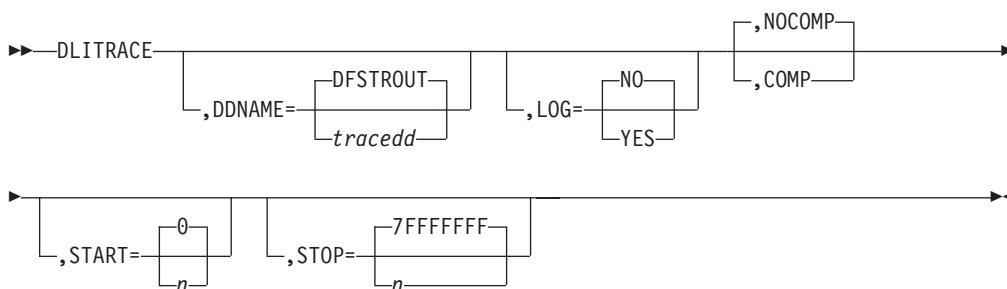 ,NOCOMP
DLITRACE
DFSTROUT
NO
,COMP
,DDNAME=
,LOG=
tracedd
YES
0
7FFFFFFF
,START=
,STOP=
n
n